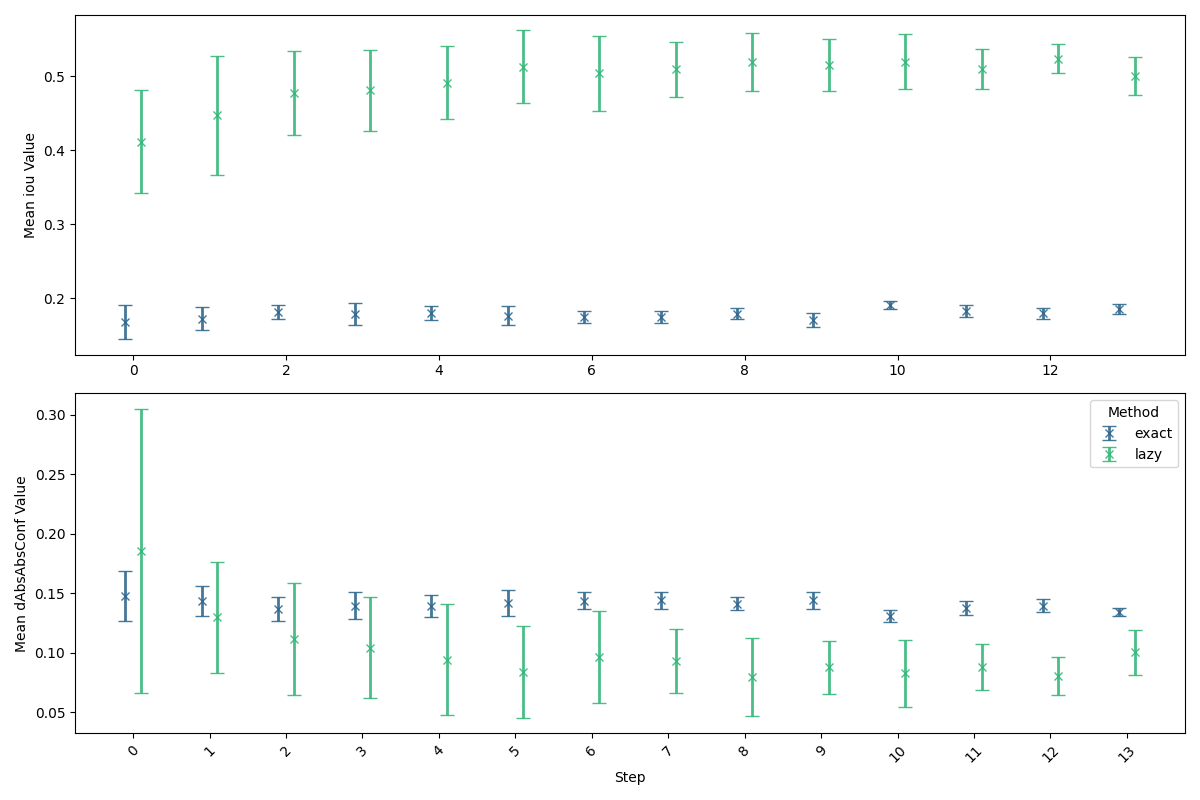 Mean iou Value
0.5
0.4
0.3
0.2
0 2 4 6 8 10 12
Mean dAbsAbsConf Value
0.30
0.25
0.20
0.15
0.10
0.05
Method
exact
lazy
0 1 2 3 4 5 6 7 8 9 10 11 12 13
Step